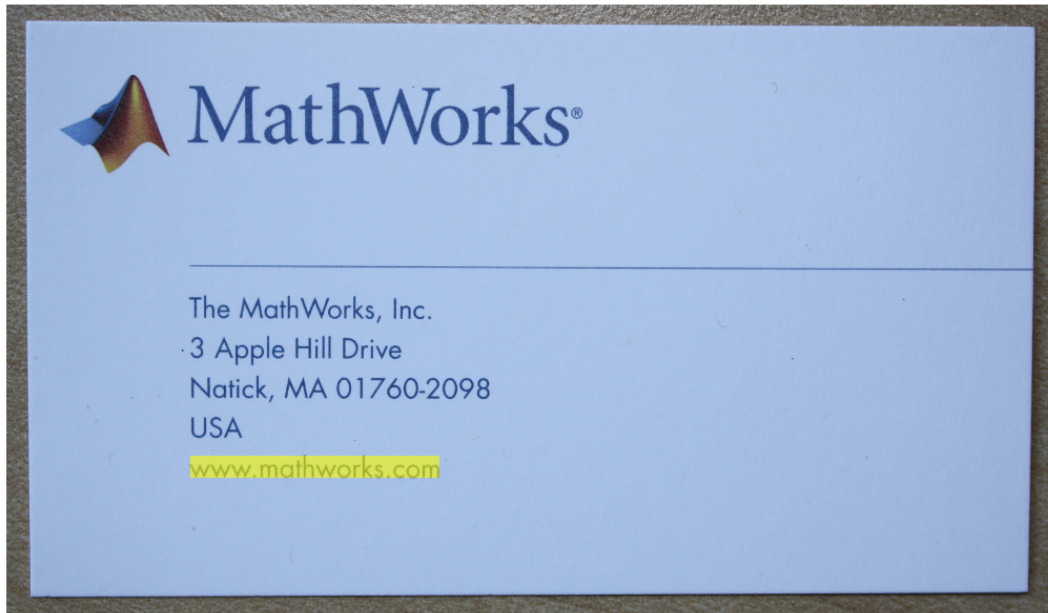 MathWorks®
The MathWorks, Inc.
3 Apple Hill Drive
Natick, MA 01760-2098
USA
www.mathworks.com